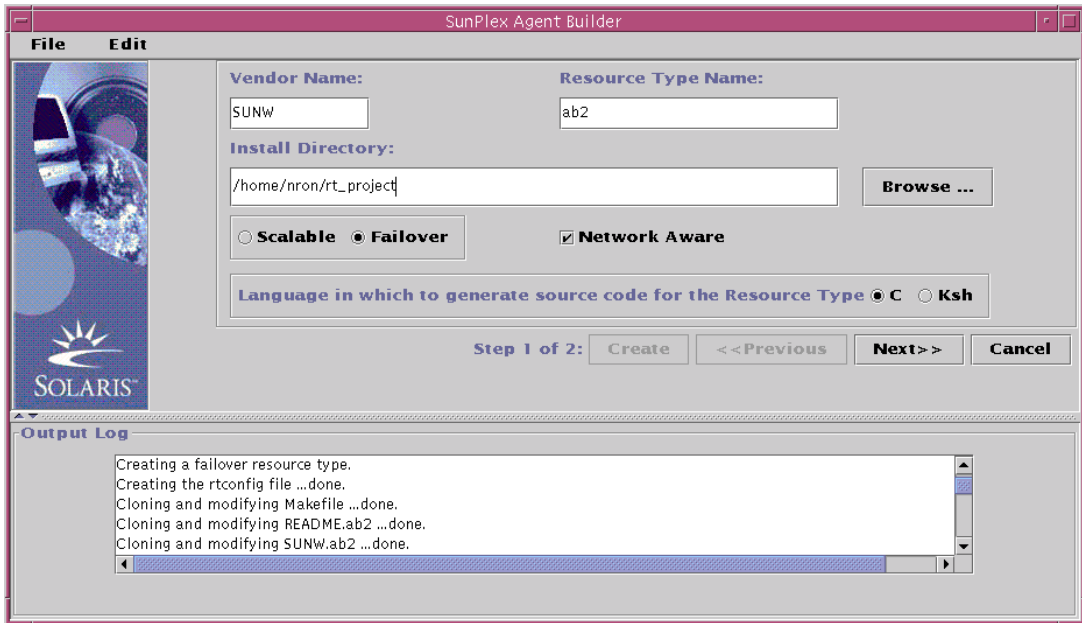 SunPlex Agent Builder
File Edit
Vendor Name: Resource Type Name:
SUNW ab2
Install Directory:
/home/nron/rt_project
Browse ...
Scalable Failover Network Aware
Language in which to generate source code for the Resource Type C Ksh
Step 1 of 2: Create <<Previous Next>> Cancel
SOLARIS™
Output Log
Creating a failover resource type.
Creating the rtconfig file ...done.
Cloning and modifying Makefile ...done.
Cloning and modifying README.ab2 ...done.
Cloning and modifying SUNW.ab2 ...done.